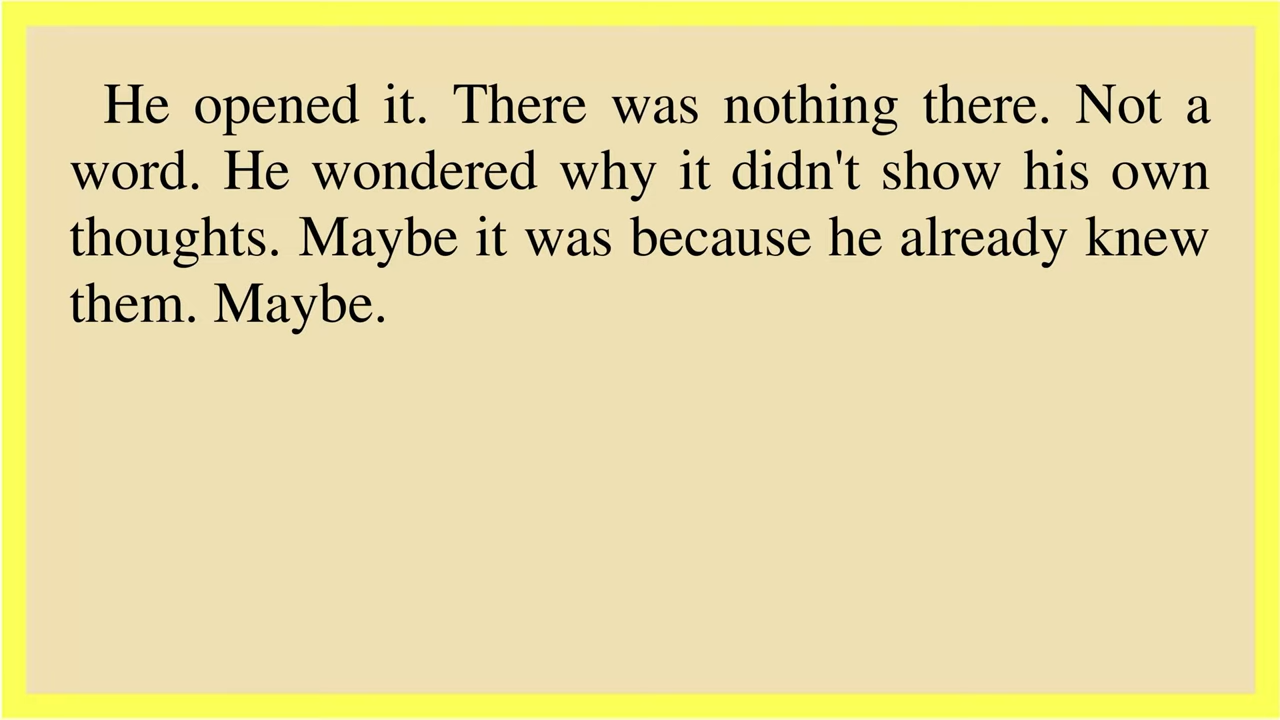 He opened it. There was nothing there. Not a
word. He wondered why it didn't show his own
thoughts. Maybe it was because he already knew
them. Maybe.